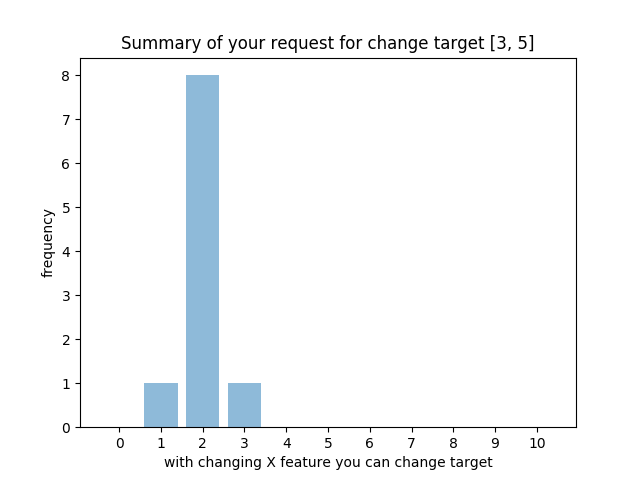 Summary of your request for change target [3, 5]
8
7
6
5
4
3
2
1
0
frequency
0 1 2 3 4 5 6 7 8 9 10
with changing X feature you can change target